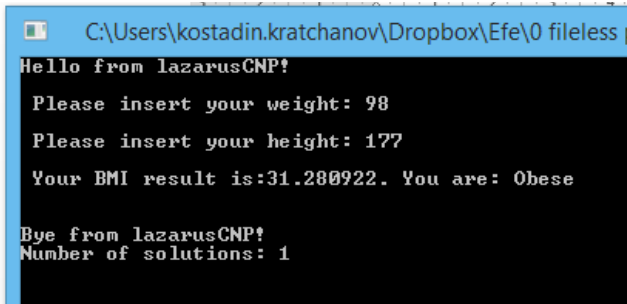 C:\Users\kostadin.kratchanov\Dropbox\Efe\0 fileless
Hello from lazarusCNP!
Please insert your weight: 98
Please insert your height: 177
Your BMI result is:31.280922. You are: Obese
Bye from lazarusCNP!
Number of solutions: 1